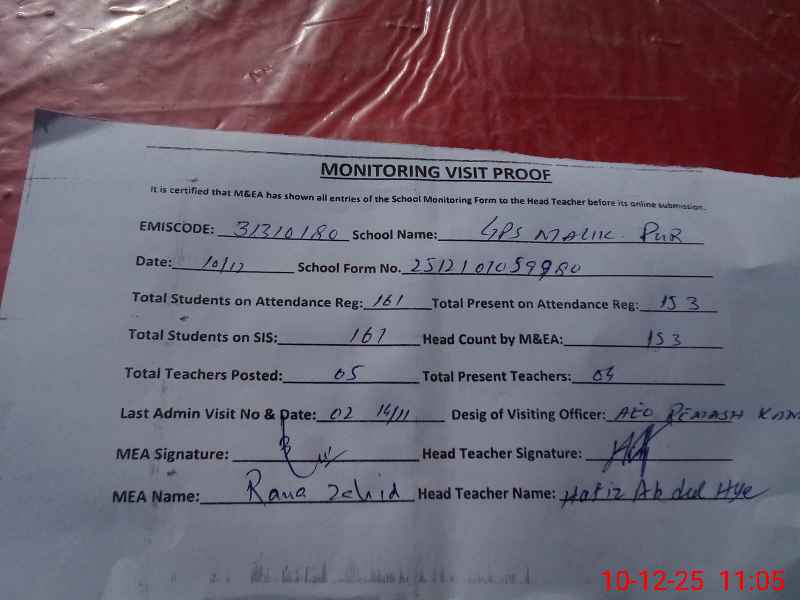 MONITORING VISIT PROOF
It is certified that M&EA has shown all entries of the School Monitoring Form to the Head Teacher before its online submission.
EMISCODE: 31310180 School Name: GPS MALIK PUR
Date: 10/12 School Form No. 
Total Students on Attendance Reg: 161 Total Present on Attendance Reg: 153
Total Students on SIS: 161 Head Count by M&EA: 153
Total Teachers Posted: 05 Total Present Teachers:
Last Admin Visit No & Date: 02 14/11 Desig of Visiting Officer: AEO
MEA Signature: Head Teacher Signature:
MEA Name: Rana Zahid Head Teacher Name: Hafiz Abdul Hye
10-12-25 11:05